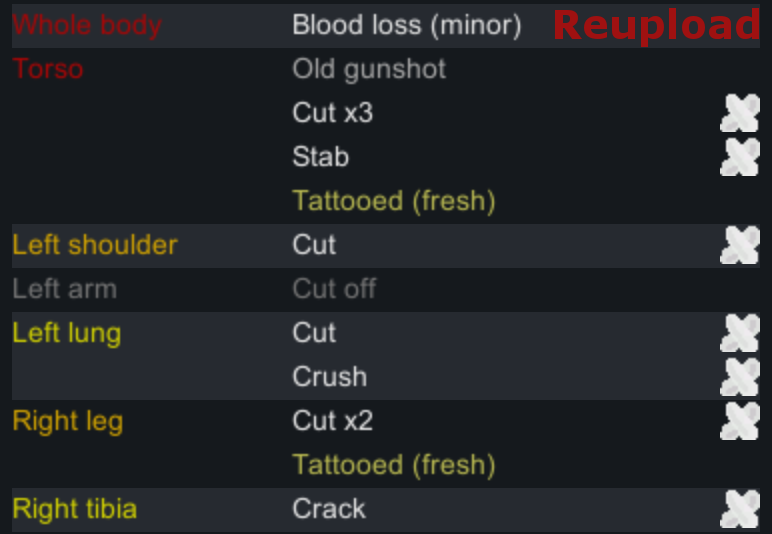 Whole body Blood loss (minor) Reupload
Torso Old gunshot
Cut x3
Stab
Tattooed (fresh)
Left shoulder Cut
Left arm Cut off
Left lung Cut
Crush
Right leg Cut x2
Tattooed (fresh)
Right tibia Crack